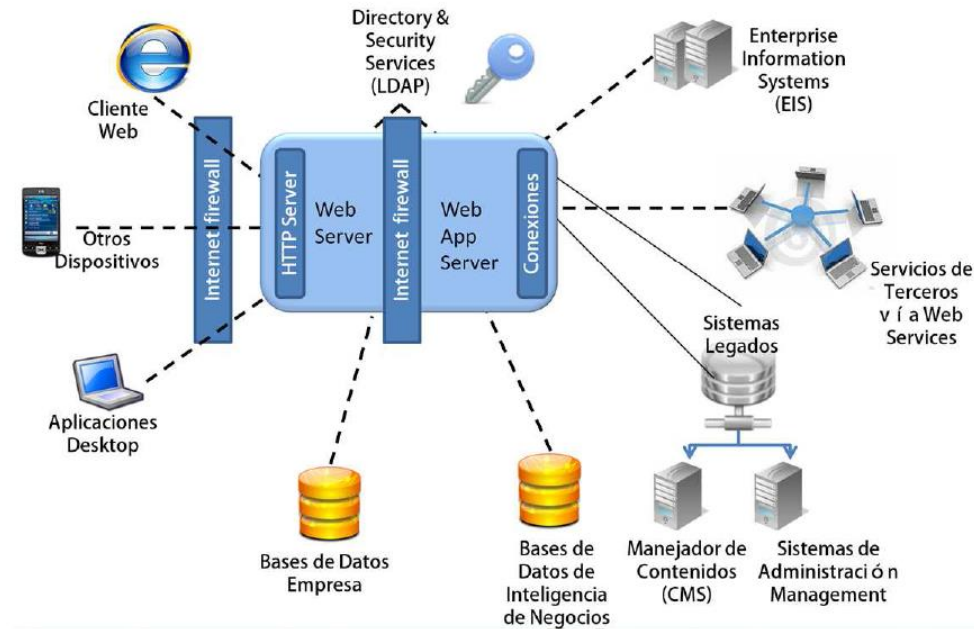 Directory &
Security
Services
(LDAP)
Enterprise
Information
Systems
(EIS)
Cliente
Web
Internet firewall
HTTP Server
Web
Server
Internet firewall
Web
App
Server
Conexiones
Otros
Dispositivos
Servicios de
Terceros
v í a Web
Services
Sistemas
Legados
Aplicaciones
Desktop
Bases de Datos
Empresa
Bases de
Datos de
Inteligencia
de Negocios
Manejador de
Contenidos
(CMS)
Sistemas de
Administraci ó n
Management